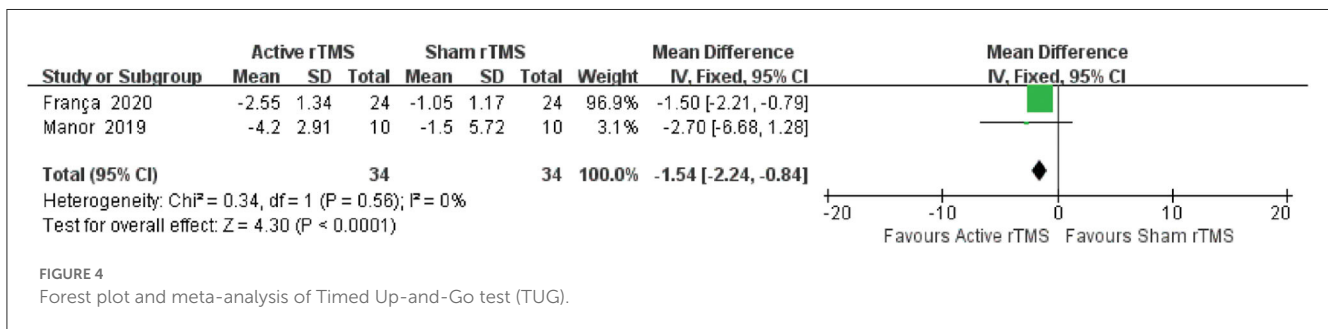 Active rTMS Sham rTMS Mean Difference Mean Difference
Study or Subgroup Mean SD Total Mean SD Total Weight IV, Fixed, 95% CI IV, Fixed, 95% CI
França 2020 -2.55 1.34 24 -1.05 1.17 24 96.9% -1.50 [-2.21, -0.79]
Manor 2019 -4.2 2.91 10 -1.5 5.72 10 3.1% -2.70 [-6.68, 1.28]
Total (95% CI) 34 34 100.0% -1.54 [-2.24, -0.84]
Heterogeneity: Chi² = 0.34, df = 1 (P = 0.56); I² = 0%
Test for overall effect: Z = 4.30 (P < 0.0001)
-20 -10 0 10 20
Favours Active rTMS Favours Sham rTMS
FIGURE 4
Forest plot and meta-analysis of Timed Up-and-Go test (TUG).